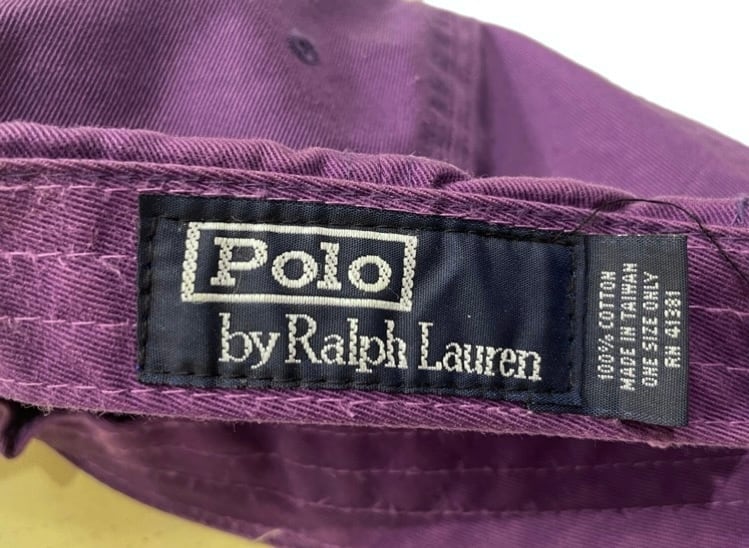 Polo
by Ralph Lauren
100% COTTON
MADE IN TAIWAN
ONE SIZE ONLY
RN 41381